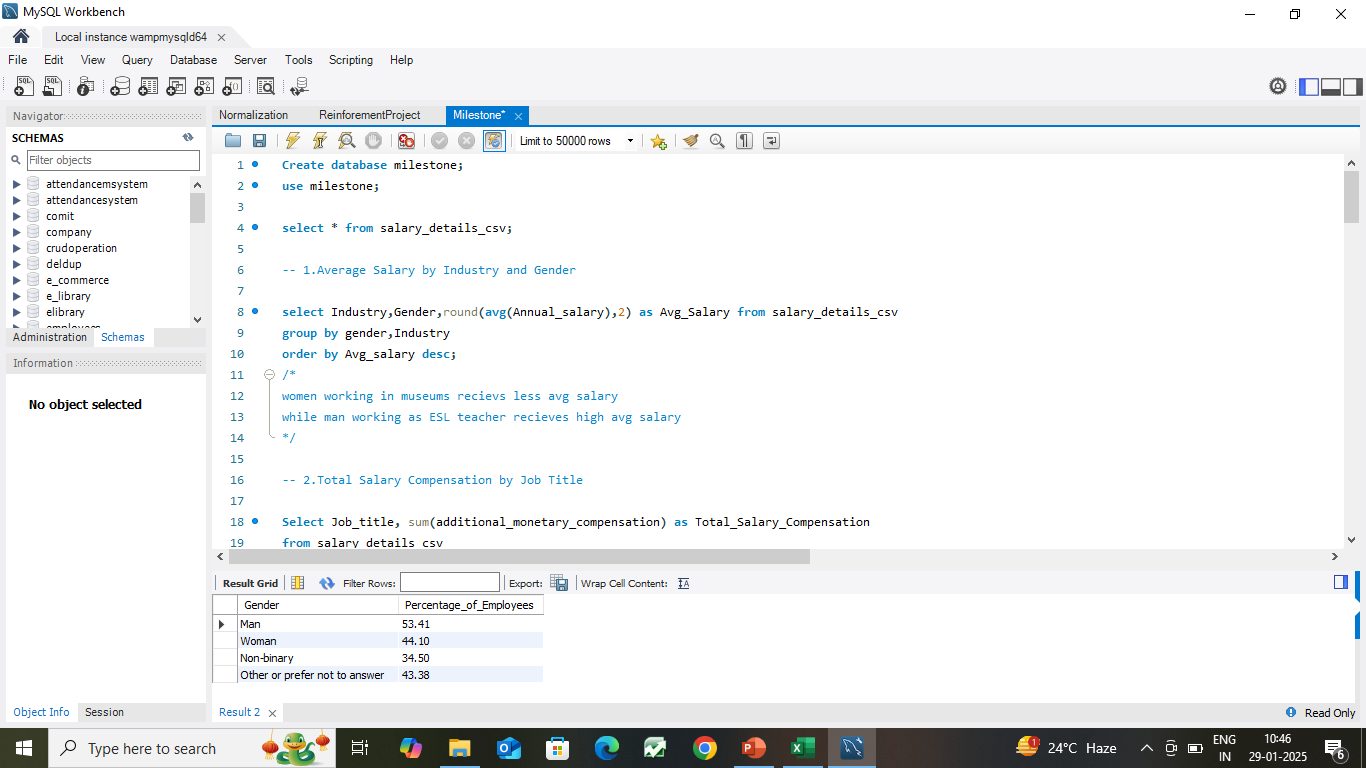 MySQL Workbench
Local instance wampmysqld64
File Edit View Query Database Server Tools Scripting Help
Navigator
SCHEMAS
Filter objects
attendancemsystem
attendancesystem
comit
company
crudoperation
deldup
e_commerce
e_library
elibrary
employees
Administration Schemas
Information
No object selected
Object Info Session
Normalization ReinforementProject Milestone*
Limit to 50000 rows
1 Create database milestone;
2 use milestone;
3
4 select * from salary_details_csv;
5
6 -- 1.Average Salary by Industry and Gender
7
8 select Industry,Gender,round(avg(Annual_salary),2) as Avg_Salary from salary_details_csv
9 group by gender,Industry
10 order by Avg_salary desc;
11 /*
12 women working in museums recievs less avg salary
13 while man working as ESL teacher recieves high avg salary
14 */
15
16 -- 2.Total Salary Compensation by Job Title
17
18 Select Job_title, sum(additional_monetary_compensation) as Total_Salary_Compensation
19 from salary_details_csv
Result Grid Filter Rows: Export: Wrap Cell Content:
Gender Percentage_of_Employees
Man 53.41
Woman 44.10
Non-binary 34.50
Other or prefer not to answer 43.38
Result 2
Read Only
Type here to search
1
24°C Haze
ENG
IN
10:46
29-01-2025
6